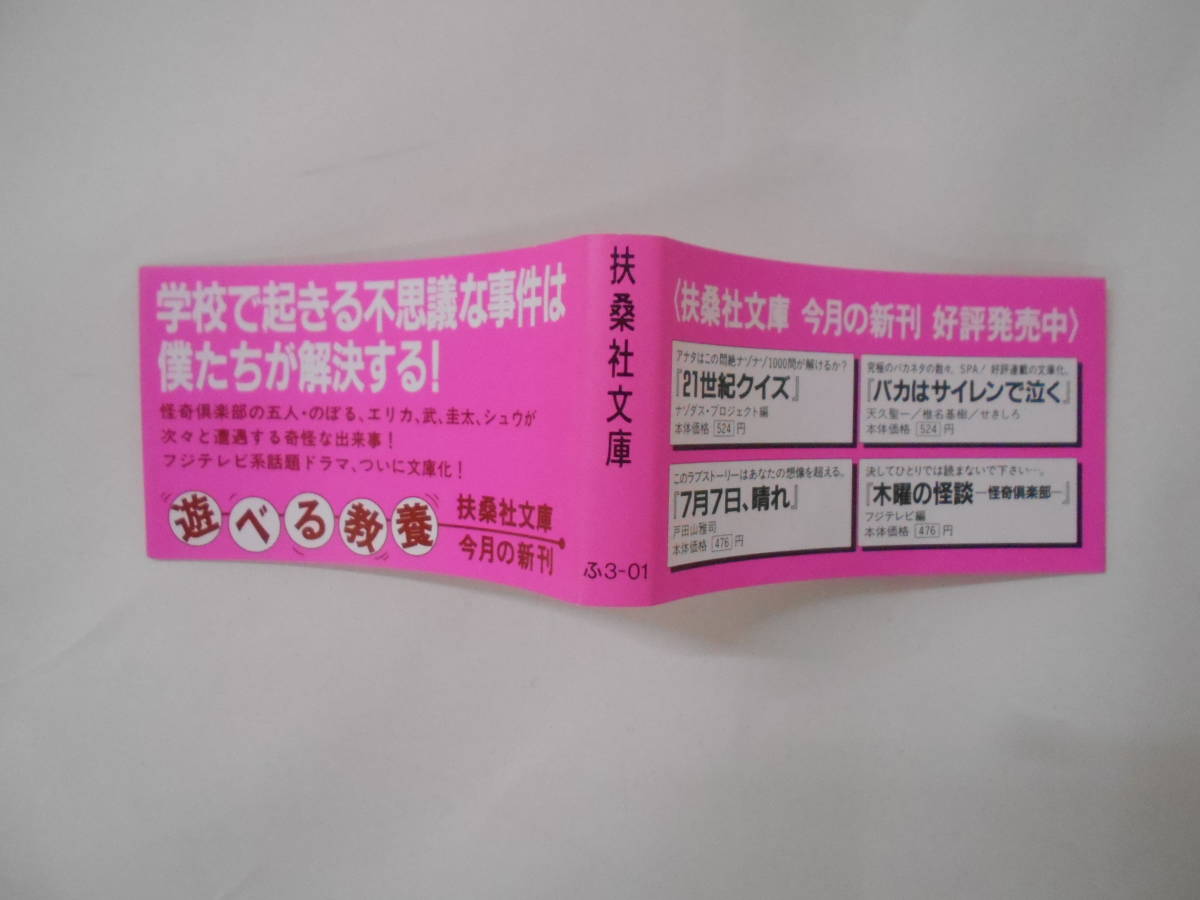 学校で起きる不思議な事件は
僕たちが解決する!
怪奇倶楽部の五人・のぼる、エリカ、武、圭太、シュウが
次々と遭遇する奇怪な出来事!
フジテレビ系話題ドラマ、ついに文庫化!
遊べる教養
扶桑社文庫
今月の新刊
扶桑社文庫
ふ3-01
〈扶桑社文庫 今月の新刊 好評発売中〉
アナタはこの悶絶ナゾナゾ1000問が解けるか?
『21世紀クイズ』
ナゾダス・プロジェクト編
本体価格 524 円
究極のバカネタの数々。SPA!好評連載の文庫化。
『バカはサイレンで泣く』
天久聖一/椎名基樹/せきしろ
本体価格 524 円
このラブストーリーはあなたの想像を超える。
『7月7日、晴れ』
戸田山雅司
本体価格 476 円
決してひとりでは読まないで下さい…。
『木曜の怪談―怪奇倶楽部―』
フジテレビ編
本体価格 476 円